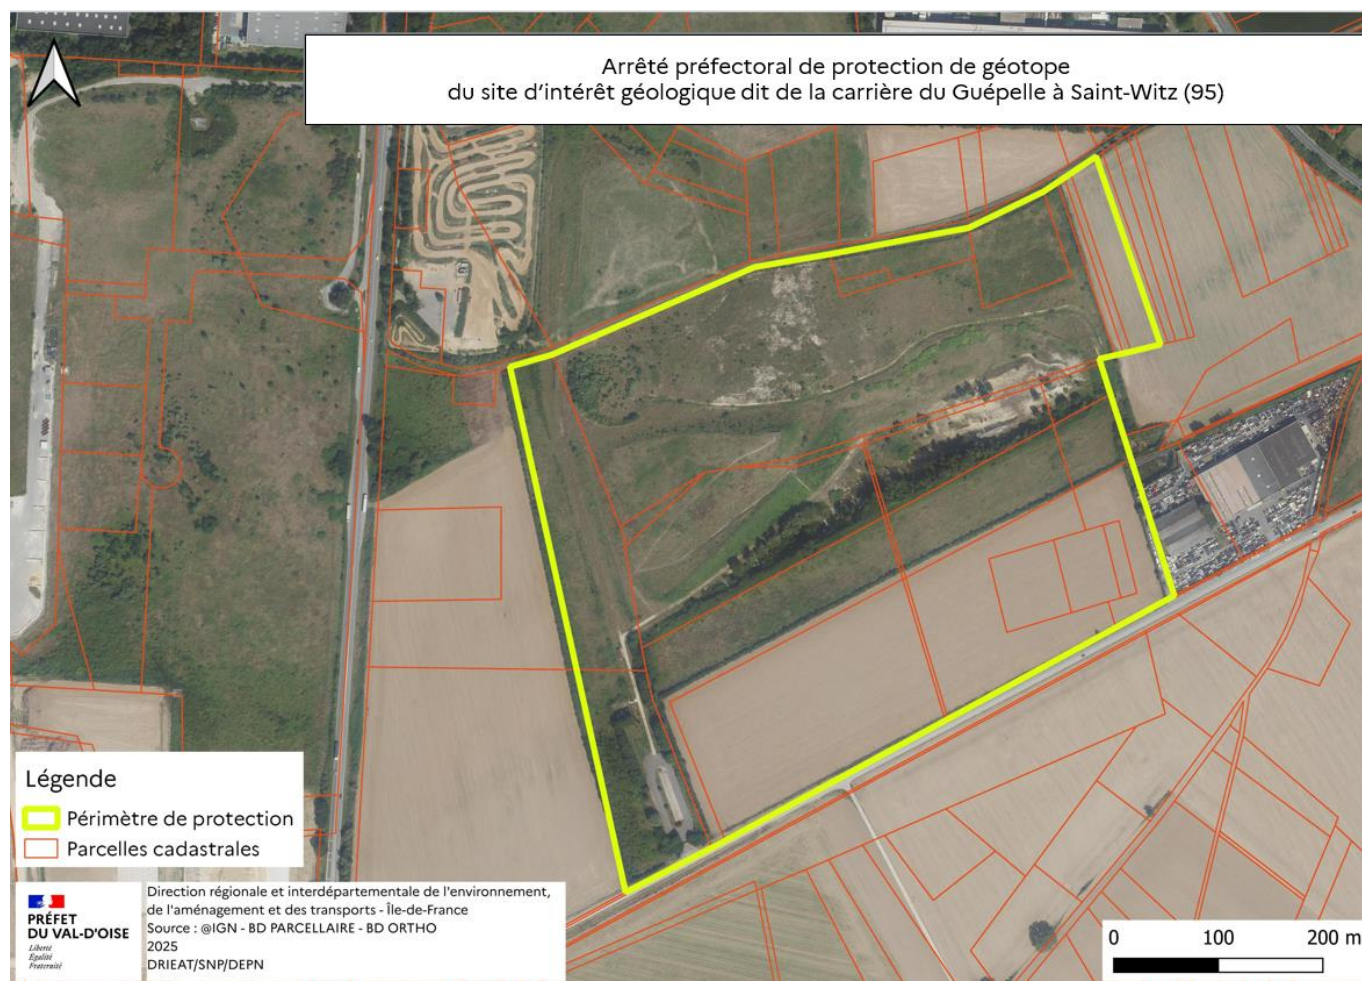 Arrêté préfectoral de protection de géotope
du site d'intérêt géologique dit de la carrière du Guépelle à Saint-Witz (95)
Légende
Périmètre de protection
Parcelles cadastrales
PRÉFET
DU VAL-D'OISE
Liberté
Égalité
Fraternité
Direction régionale et interdépartementale de l'environnement,
de l'aménagement et des transports - Île-de-France
Source : @IGN - BD PARCELLAIRE - BD ORTHO
2025
DRIEAT/SNP/DEPN
0 100 200 m